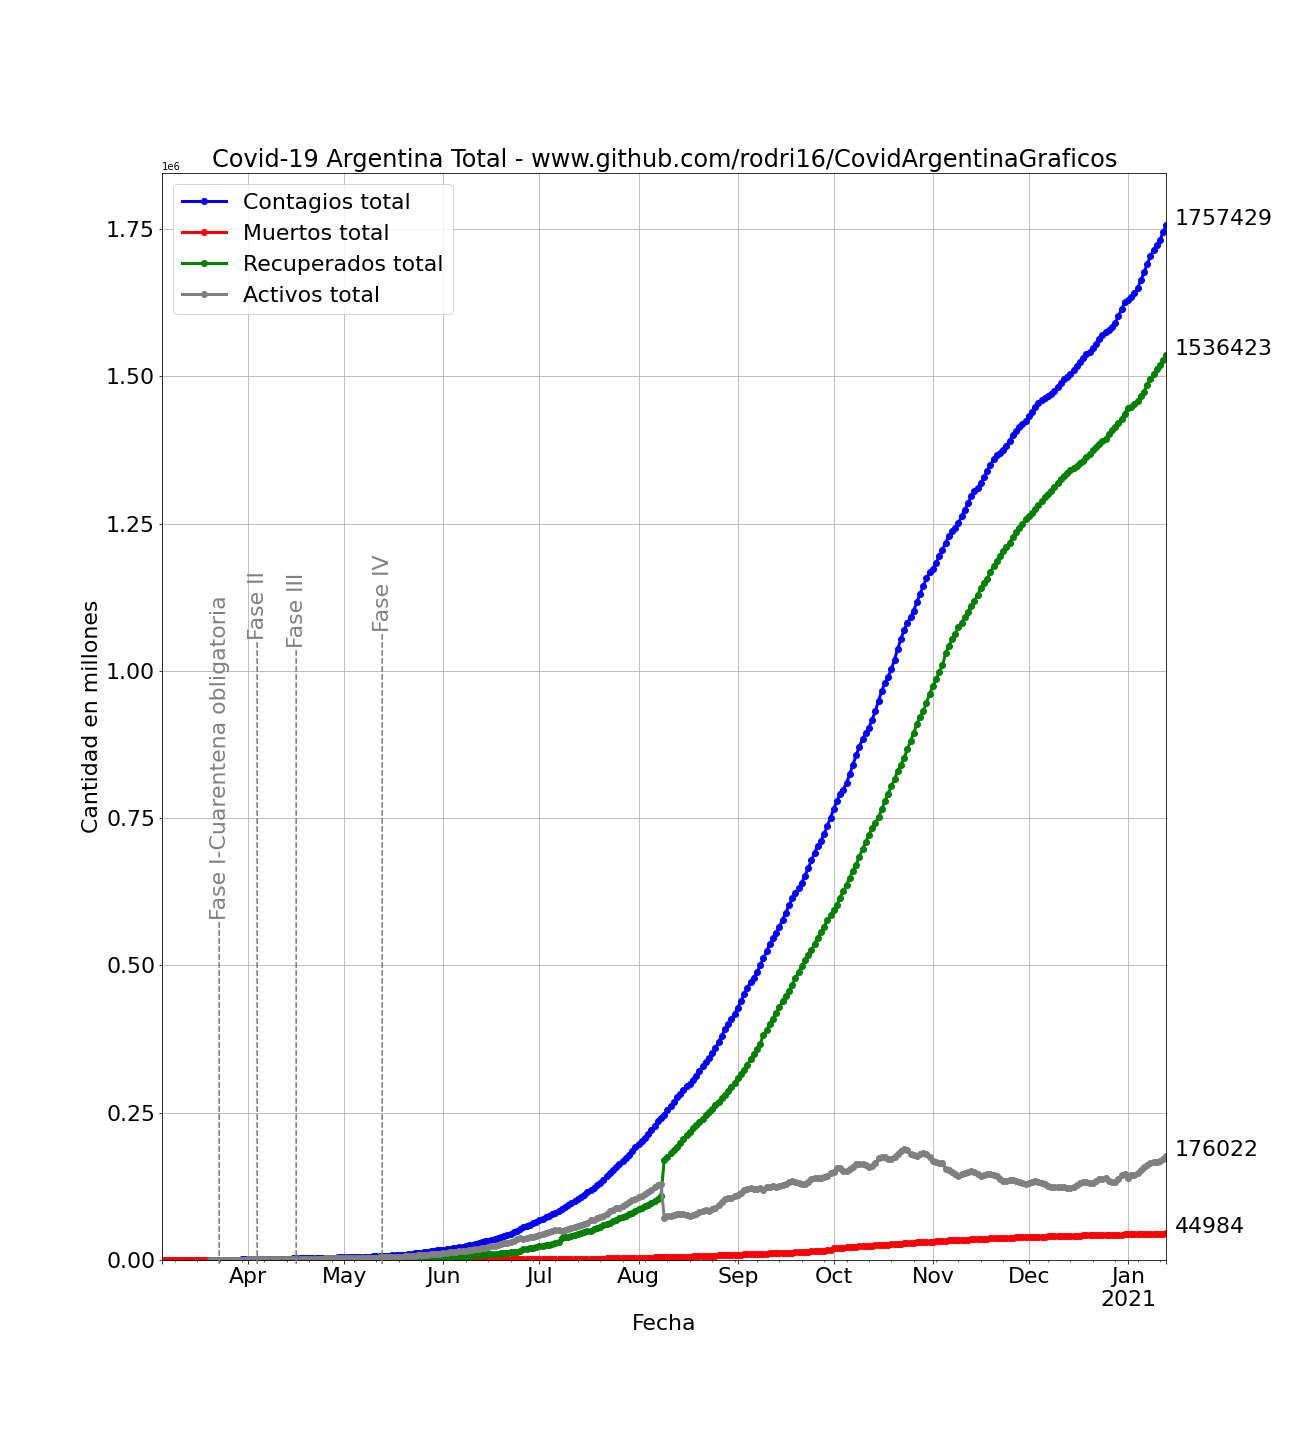 Covid-19 Argentina Total - www.github.com/rodri16/CovidArgentinaGraficos
1e6
Contagios total
Muertos total
Recuperados total
Activos total
1.75
1.50
1.25
1.00
0.75
0.50
0.25
0.00
Cantidad en millones
Fase I-Cuarentena obligatoria
Fase II
Fase III
Fase IV
1757429
1536423
176022
44984
Apr May Jun Jul Aug Sep Oct Nov Dec Jan
2021
Fecha